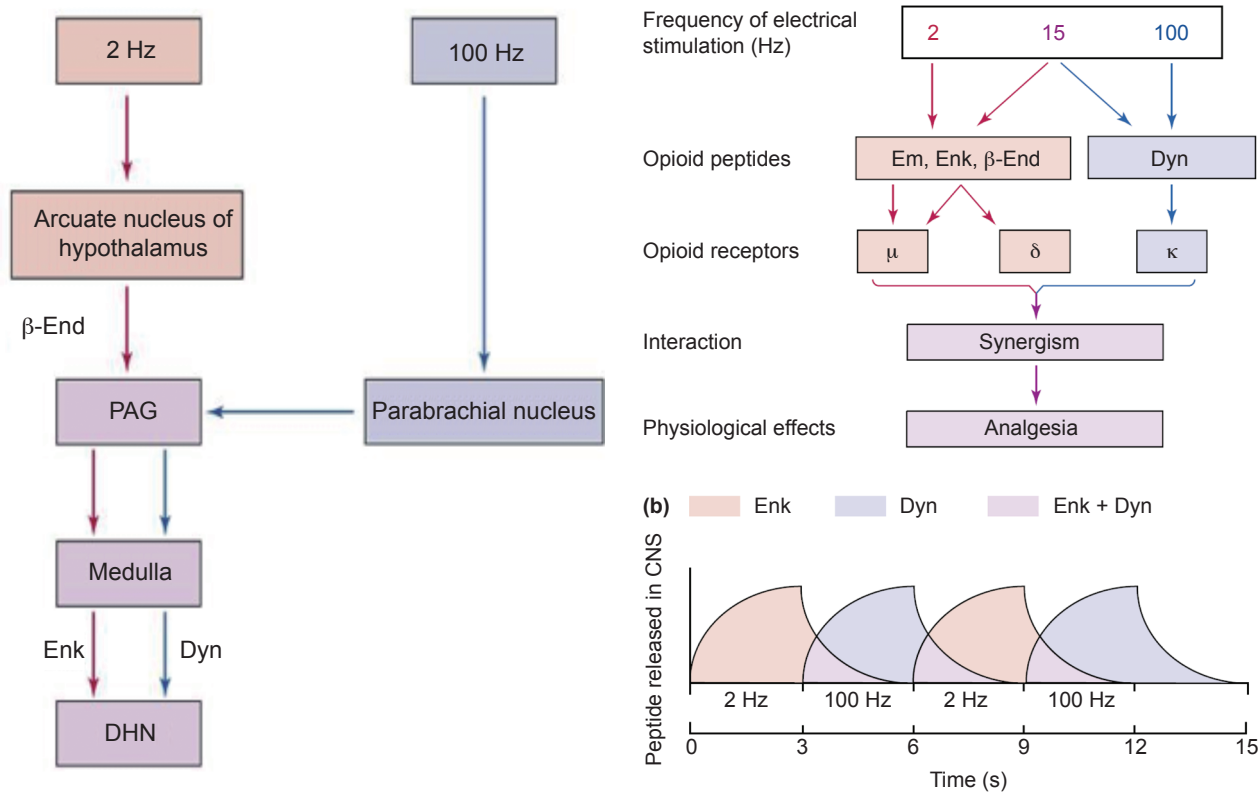 2 Hz
100 Hz
Arcuate nucleus of
hypothalamus
β-End
PAG
Parabrachial nucleus
Medulla
Enk
Dyn
DHN
Frequency of electrical
stimulation (Hz)
2
15
100
Opioid peptides
Em, Enk, β-End
Dyn
Opioid receptors
μ
δ
κ
Interaction
Synergism
Physiological effects
Analgesia
(b)
Enk
Dyn
Enk + Dyn
Peptide released in CNS
2 Hz
100 Hz
2 Hz
100 Hz
0
3
6
9
12
15
Time (s)